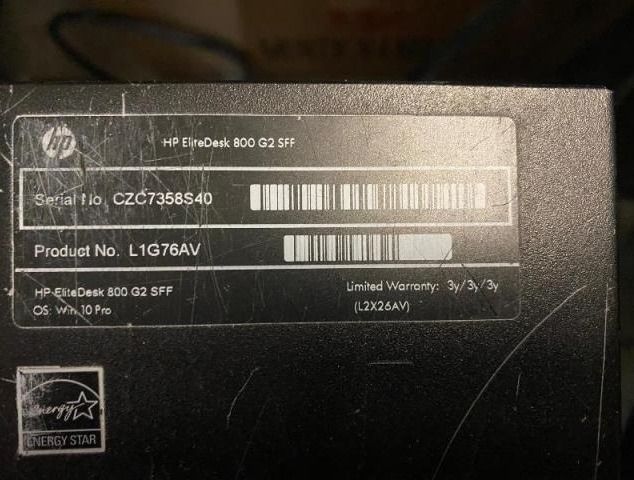 hp
HP EliteDesk 800 G2 SFF
Serial No. CZC7358S40
Product No. L1G76AV
HP EliteDesk 800 G2 SFF
Limited Warranty: 3y/3y/3y
OS: Win 10 Pro
(L2X26AV)
energy
ENERGY STAR